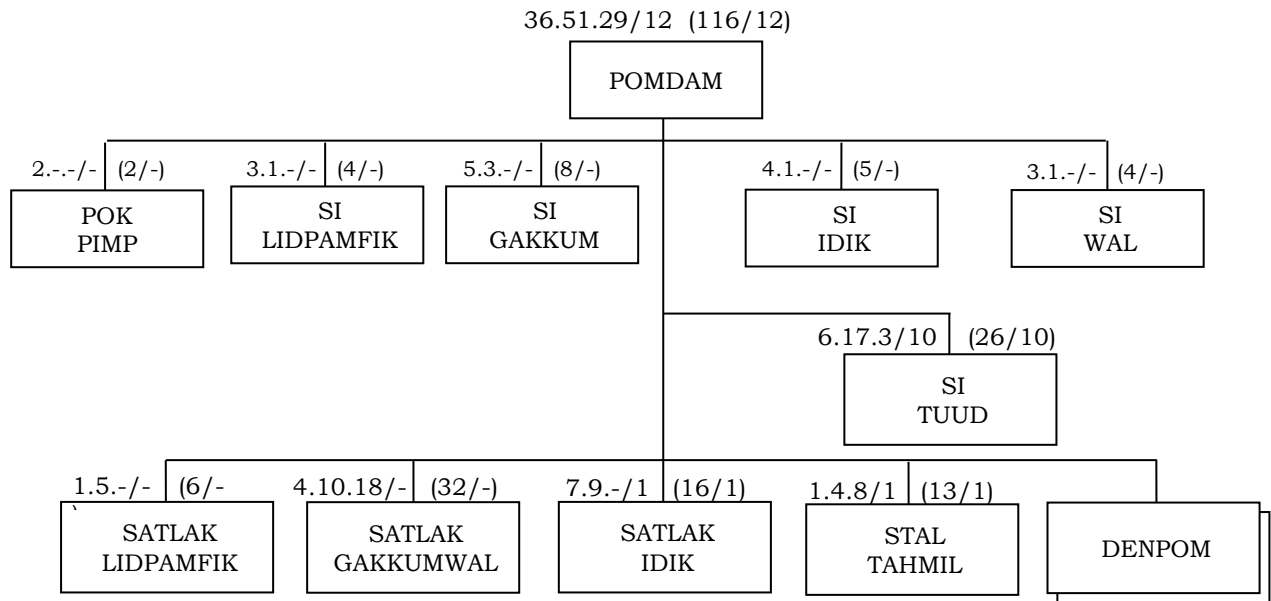 36.51.29/12 (116/12)
POMDAM
2.-.-/- (2/-)
POK
PIMP
3.1.-/- (4/-)
SI
LIDPAMFIK
5.3.-/- (8/-)
SI
GAKKUM
4.1.-/- (5/-)
SI
IDIK
3.1.-/- (4/-)
SI
WAL
6.17.3/10 (26/10)
SI
TUUD
1.5.-/- (6/-
`
SATLAK
LIDPAMFIK
4.10.18/- (32/-)
SATLAK
GAKKUMWAL
7.9.-/1 (16/1)
SATLAK
IDIK
1.4.8/1 (13/1)
STAL
TAHMIL
DENPOM